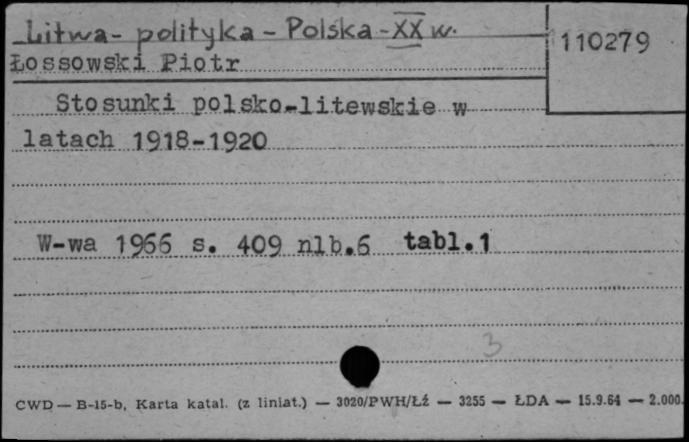 Litwa - polityka - Polska - XX w.
110279
Łossowski Piotr
Stosunki polsko-litewskie w
latach 1918-1920
W-wa 1966 s. 409 nlb.6 tabl.1
3
CWD — B-15-b, Karta katal. (z liniat.) — 3020/PWH/Łź — 3255 — ŁDA — 15.9.64 — 2.000.